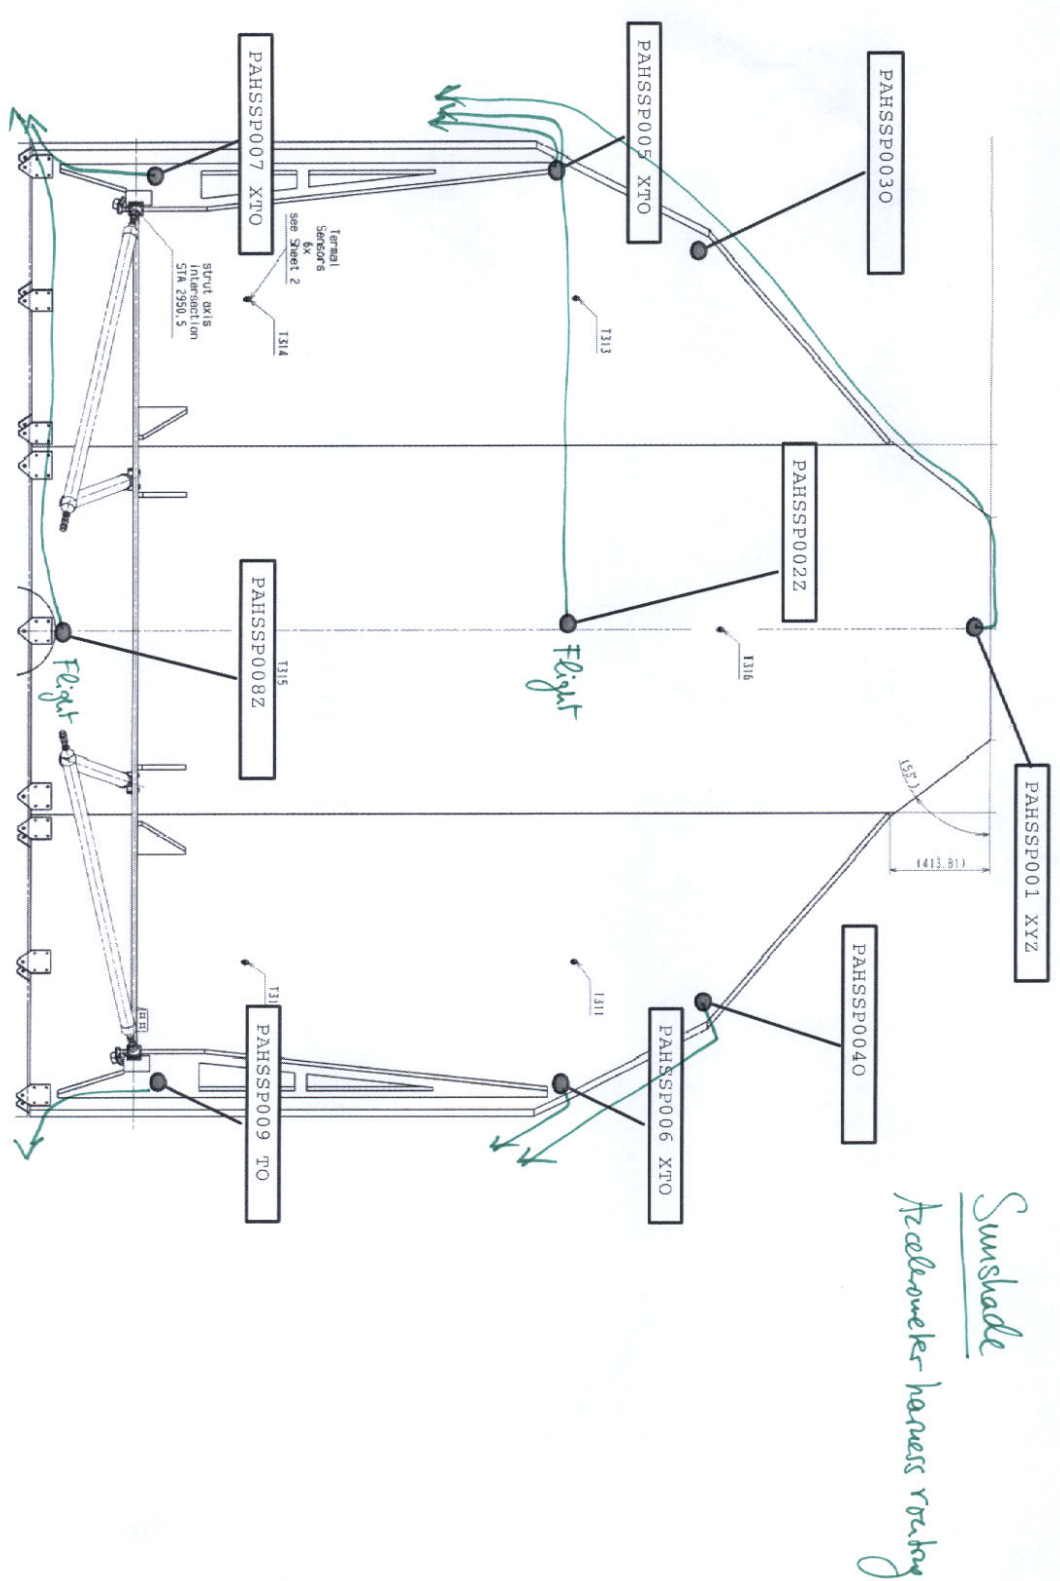 Sunshade
Accelerometer harness routing
PAHSSP001 XYZ
PAHSSP003O
PAHSSP004O
(53°)
(413.81)
PAHSSP002Z
T316
PAHSSP005 XTO
PAHSSP006 XTO
T313
T311
Flight
PAHSSP007 XTO
Termal
Sensors
6x
see Sheet 2
T314
T315
PAHSSP008Z
PAHSSP009 TO
T31
strut axis
intersection
STA 2950.5
Flight